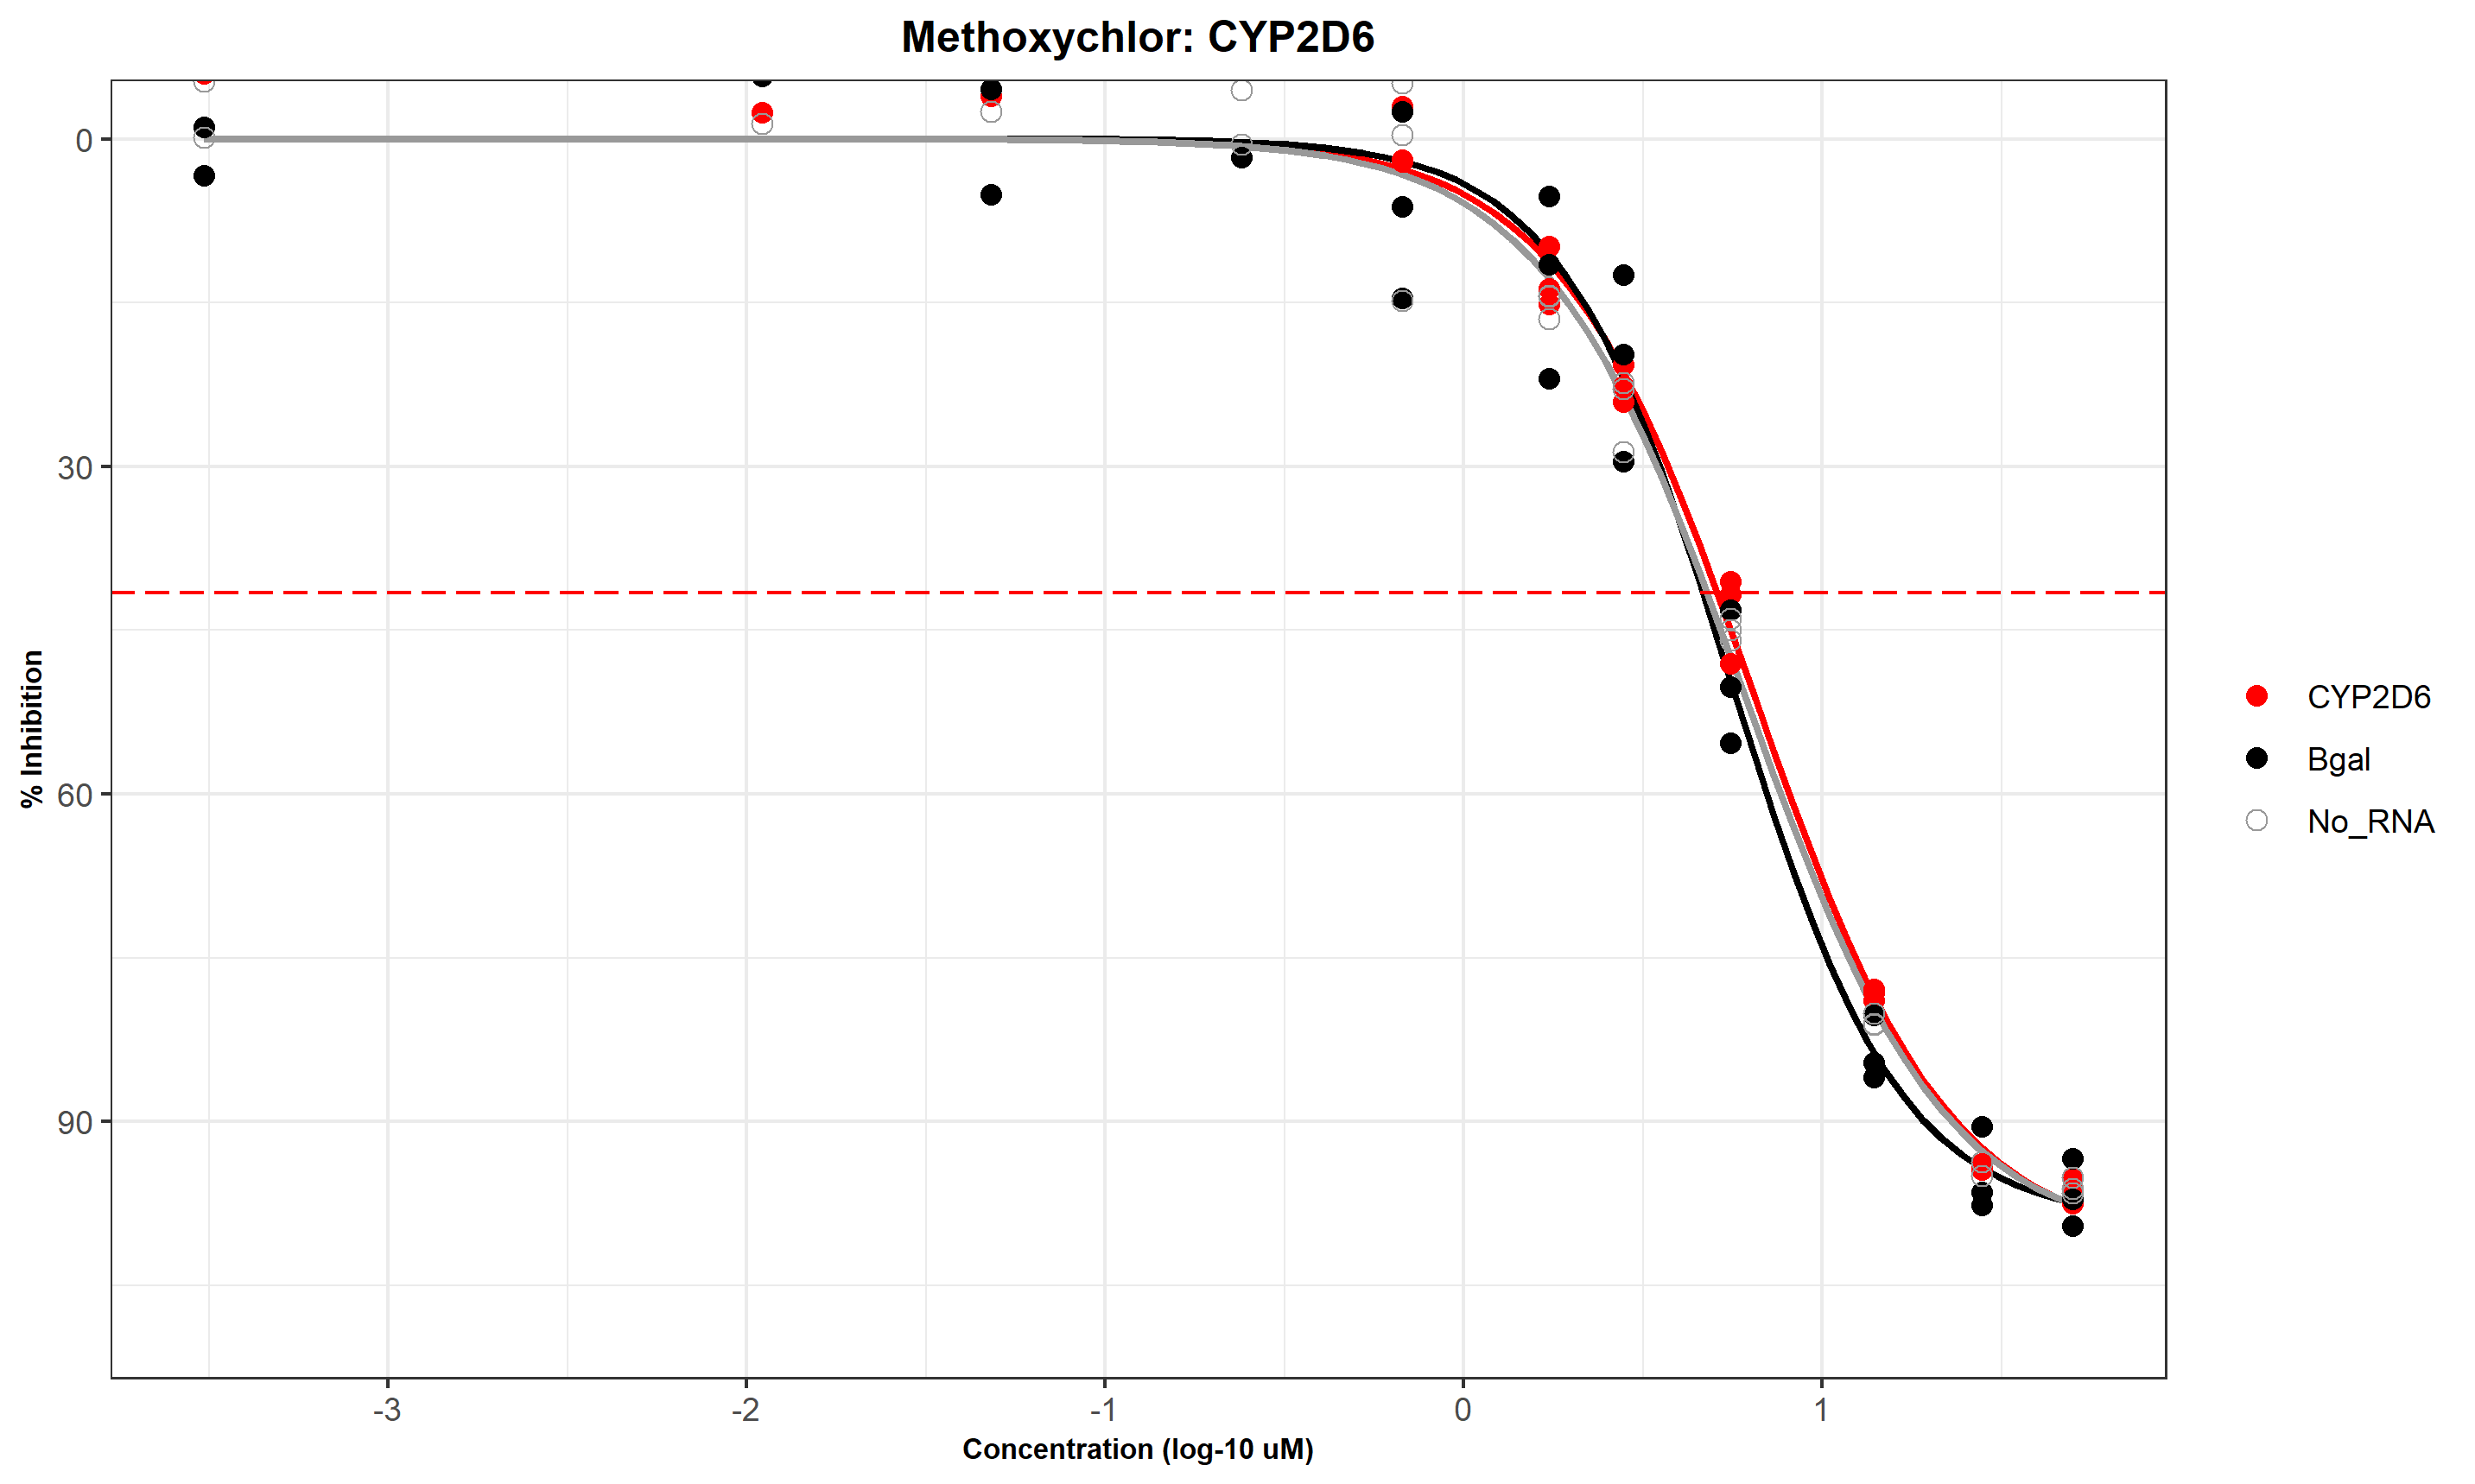 Methoxychlor: CYP2D6
% Inhibition
0
30
60
90
-3
-2
-1
0
1
Concentration (log-10 uM)
CYP2D6
Bgal
No_RNA